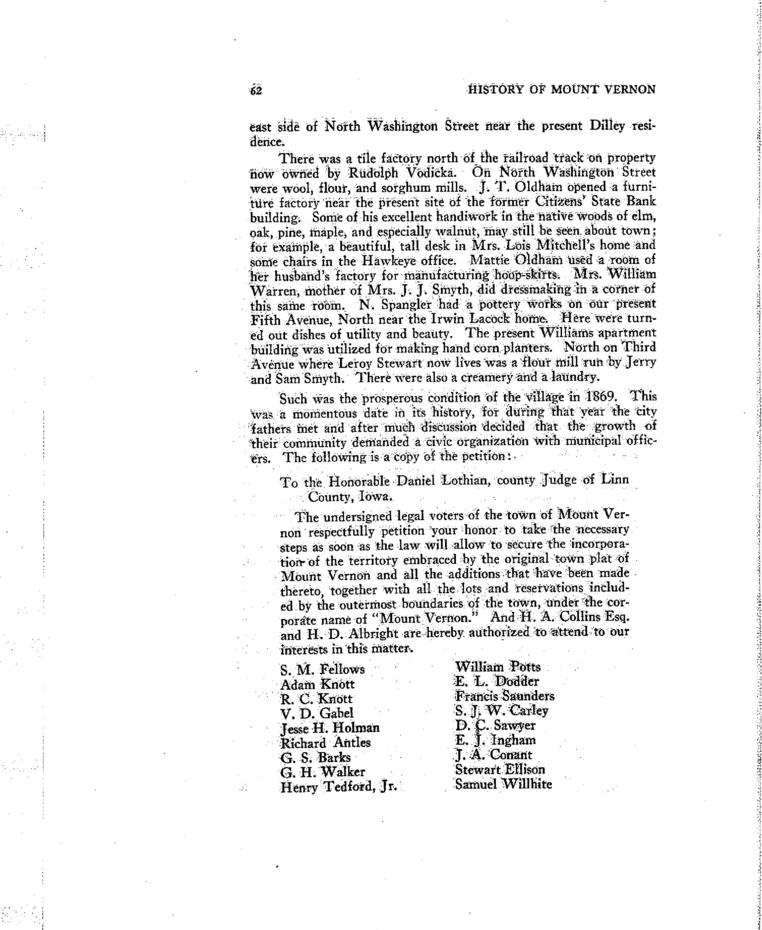 62 HISTORY OF MOUNT VERNON
east side of North Washington Street near the present Dilley resi-
dence.
There was a tile factory north of the railroad track on property
now owned by Rudolph Vodicka. On North Washington Street
were wool, flour, and sorghum mills. J. T. Oldham opened a furni-
ture factory near the present site of the former Citizens' State Bank
building. Some of his excellent handiwork in the native woods of elm,
oak, pine, maple, and especially walnut, may still be seen about town;
for example, a beautiful, tall desk in Mrs. Lois Mitchell's home and
some chairs in the Hawkeye office. Mattie Oldham used a room of
her husband's factory for manufacturing hoop-skirts. Mrs. William
Warren, mother of Mrs. J. J. Smyth, did dressmaking in a corner of
this same room. N. Spangler had a pottery works on our present
Fifth Avenue, North near the Irwin Lacock home. Here were turn-
ed out dishes of utility and beauty. The present Williams apartment
building was utilized for making hand corn planters. North on Third
Avenue where Leroy Stewart now lives was a flour mill run by Jerry
and Sam Smyth. There were also a creamery and a laundry.
Such was the prosperous condition of the village in 1869. This
was a momentous date in its history, for during that year the city
fathers met and after much discussion decided that the growth of
their community demanded a civic organization with municipal offic-
ers. The following is a copy of the petition:
To the Honorable Daniel Lothian, county Judge of Linn
County, Iowa.
The undersigned legal voters of the town of Mount Ver-
non respectfully petition your honor to take the necessary
steps as soon as the law will allow to secure the incorpora-
tion of the territory embraced by the original town plat of
Mount Vernon and all the additions that have been made
thereto, together with all the lots and reservations includ-
ed by the outermost boundaries of the town, under the cor-
porate name of "Mount Vernon." And H. A. Collins Esq.
and H. D. Albright are hereby authorized to attend to our
interests in this matter.
S. M. Fellows
Adam Knott
R. C. Knott
V. D. Gabel
Jesse H. Holman
Richard Antles
G. S. Barks
G. H. Walker
Henry Tedford, Jr.
William Potts
E. L. Dodder
Francis Saunders
S. J. W. Carley
D. C. Sawyer
E. J. Ingham
J. A. Conant
Stewart Ellison
Samuel Willhite